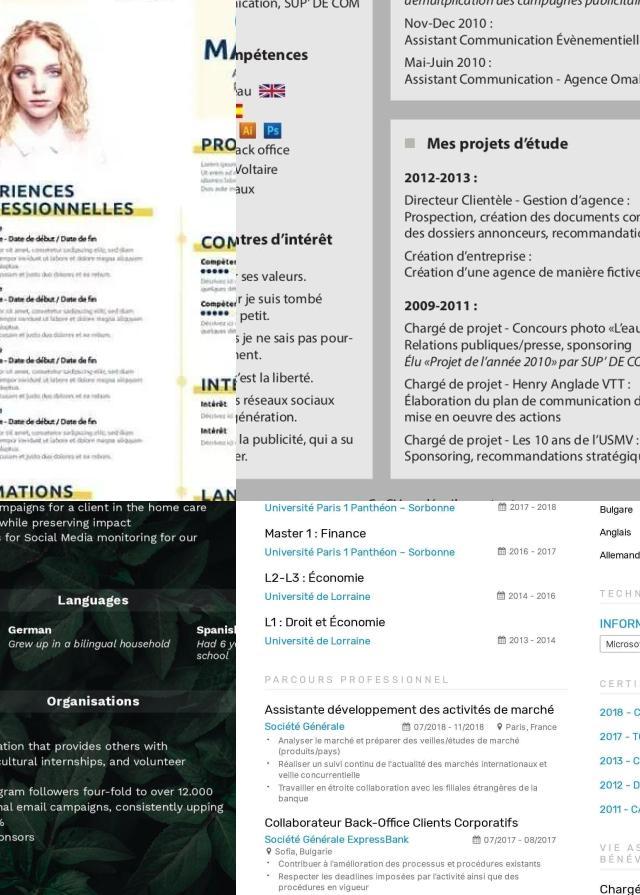 MA
PRO
RIENCES
ESSIONNELLES
- Date de début / Date de fin
COM
Compéter
- Date de début / Date de fin
Compéte
- Date de début / Date de fin
INTÉ
Intérêt
- Date de début / Date de fin
Intérêt
MATIONS
LAN
ication, SUP' DE COM
mpétences
au
Ai Ps
ack office
Voltaire
aux
ntres d'intérêt
r ses valeurs.
r je suis tombé
petit.
s je ne sais pas pour-
ment.
'est la liberté.
s réseaux sociaux
génération.
la publicité, qui a su
er.
démultiplication des campagnes publicitair
Nov-Dec 2010 :
Assistant Communication Évènementiell
Mai-Juin 2010 :
Assistant Communication - Agence Omal
Mes projets d'étude
2012-2013 :
Directeur Clientèle - Gestion d'agence :
Prospection, création des documents con
des dossiers annonceurs, recommandatio
Création d'entreprise :
Création d'une agence de manière fictive
2009-2011 :
Chargé de projet - Concours photo «L'eau
Relations publiques/presse, sponsoring
Élu «Projet de l'année 2010» par SUP' DE CO
Chargé de projet - Henry Anglade VTT :
Élaboration du plan de communication d
mise en oeuvre des actions
Chargé de projet - Les 10 ans de l'USMV :
Sponsoring, recommandations stratégiqu
mpaigns for a client in the home care
while preserving impact
s for Social Media monitoring for our
Languages
German
Grew up in a bilingual household
Spanis
Had 6 ye
school
Organisations
ation that provides others with
cultural internships, and volunteer
gram followers four-fold to over 12.000
nal email campaigns, consistently upping
%
onsors
Université Paris 1 Panthéon – Sorbonne
2017 - 2018
Master 1 : Finance
Université Paris 1 Panthéon – Sorbonne
2016 - 2017
L2-L3 : Économie
Université de Lorraine
2014 - 2016
L1 : Droit et Économie
Université de Lorraine
2013 - 2014
PARCOURS PROFESSIONNEL
Assistante développement des activités de marché
Société Générale
07/2018 - 11/2018
Paris, France
• Analyser le marché et préparer des veilles/études de marché
(produits/pays)
• Réaliser un suivi continu de l'actualité des marchés internationaux et
veille concurrentielle
• Travailler en étroite collaboration avec les filiales étrangères de la
banque
Collaborateur Back-Office Clients Corporatifs
Société Générale ExpressBank
07/2017 - 08/2017
Sofia, Bulgarie
• Contribuer à l'amélioration des processus et procédures existants
• Respecter les deadlines imposées par l'activité ainsi que des
procédures en vigueur
Bulgare
Anglais
Allemand
TECHN
INFORM
Microso
CERTI
2018 - C
2017 - TO
2013 - C
2012 - D
2011 - CA
VIE AS
BÉNÉV
Chargé